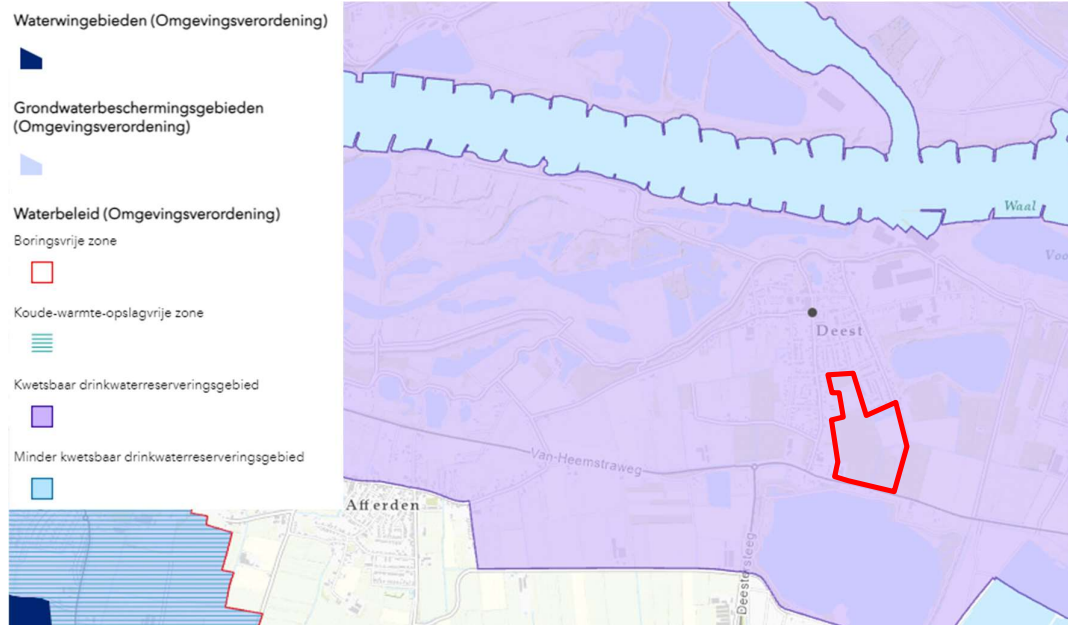 Waterwingebieden (Omgevingsverordening)
Grondwaterbeschermingsgebieden
(Omgevingsverordening)
Waterbeleid (Omgevingsverordening)
Boringsvrije zone
Koude-warmte-opslagvrije zone
Kwetsbaar drinkwaterreserveringsgebied
Minder kwetsbaar drinkwaterreserveringsgebied
Waal
Voo
Deest
Van-Heemstraweg
Afferden
Deestersteeg